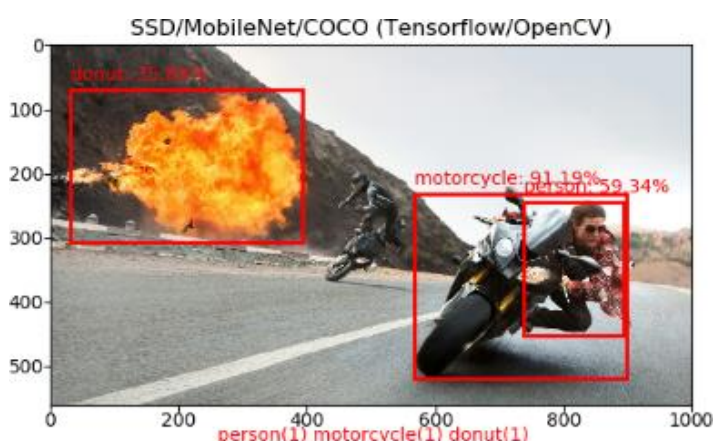 SSD/MobileNet/COCO (Tensorflow/OpenCV)
0
donut:
100
200
motorcycle: 91.19%
person: 59.34%
300
400
500
0 200 400 600 800 1000
person(1) motorcycle(1) donut(1)